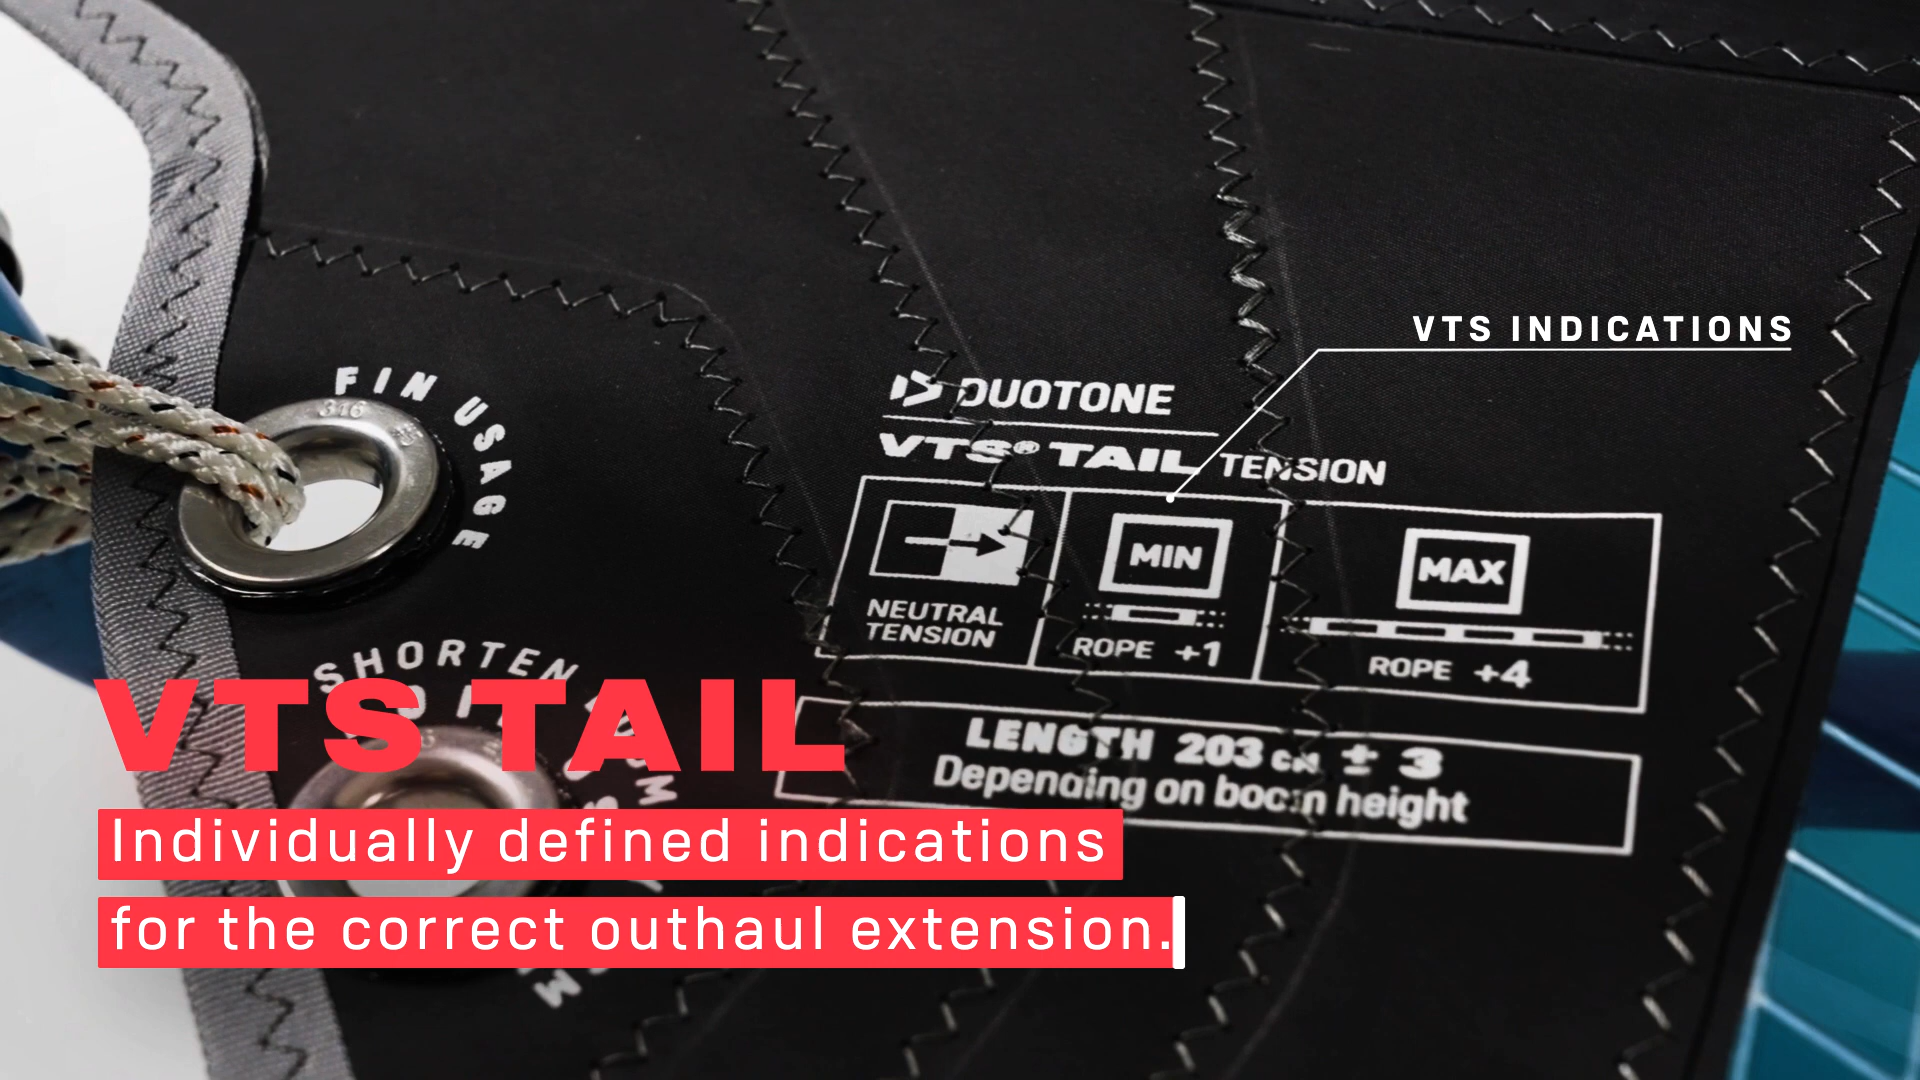 VTS INDICATIONS
316
FIN USAGE
DUOTONE
VTS® TAIL TENSION
MIN
MAX
NEUTRAL
TENSION
ROPE +1
ROPE +4
SHORTEN
LENGTH 203 cm ± 3
Depending on boom height
VTS TAIL
Individually defined indications
for the correct outhaul extension.